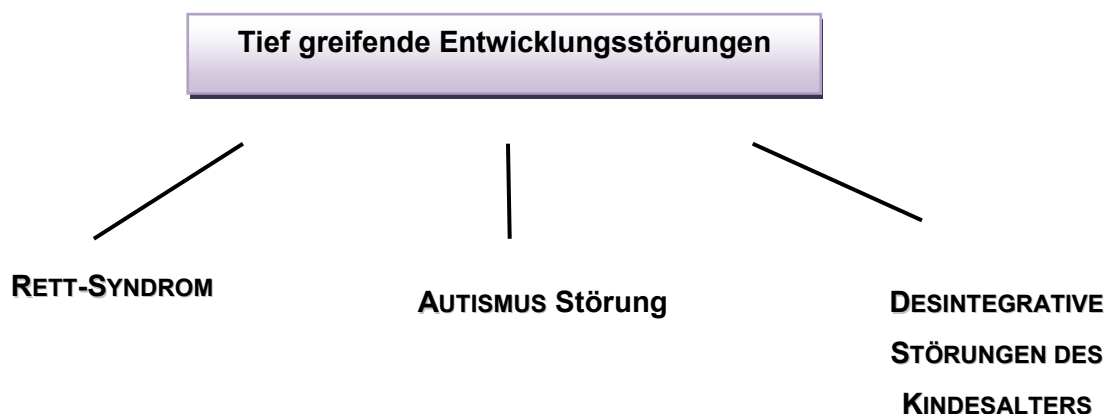 Tief greifende Entwicklungsstörungen
RETT-SYNDROM
AUTISMUS Störung
DESINTEGRATIVE
STÖRUNGEN DES
KINDESALTERS